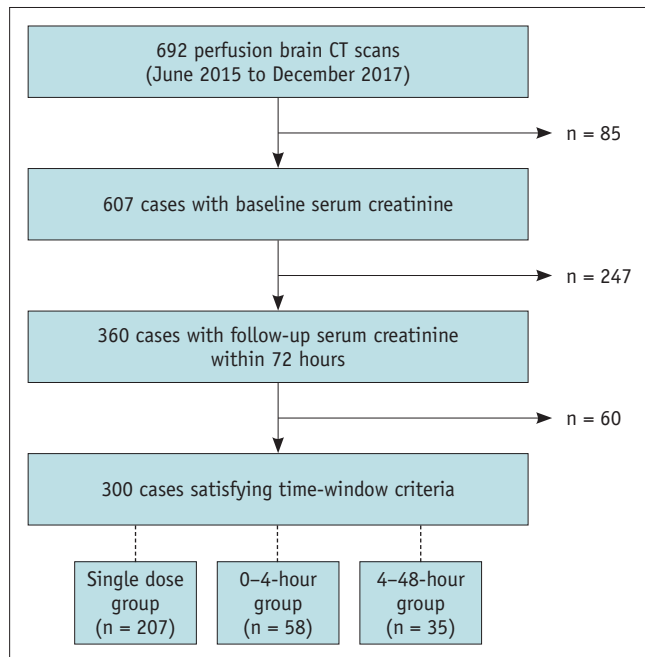 692 perfusion brain CT scans
(June 2015 to December 2017)
n = 85
607 cases with baseline serum creatinine
n = 247
360 cases with follow-up serum creatinine
within 72 hours
n = 60
300 cases satisfying time-window criteria
Single dose
group
(n = 207)
0–4-hour
group
(n = 58)
4–48-hour
group
(n = 35)